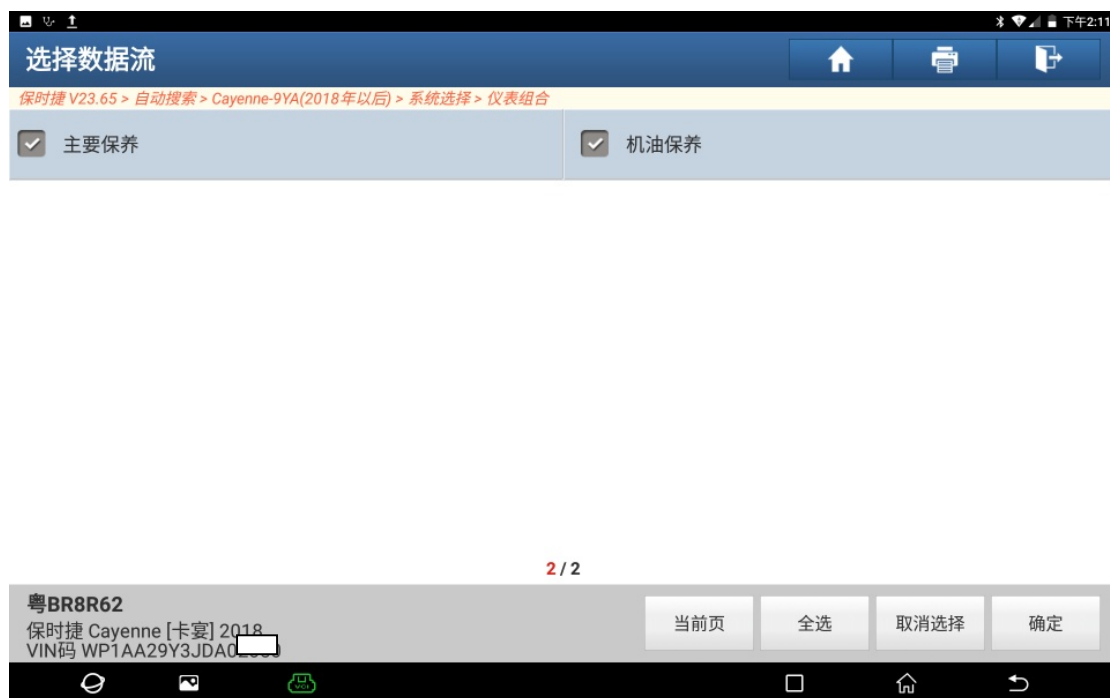 下午2:11
选择数据流
保时捷 V23.65 > 自动搜索 > Cayenne-9YA(2018年以后) > 系统选择 > 仪表组合
主要保养 机油保养
2 / 2
粤BR8R62
保时捷 Cayenne [卡宴] 2018
VIN码 WP1AA29Y3JDA0
当前页 全选 取消选择 确定
VCI